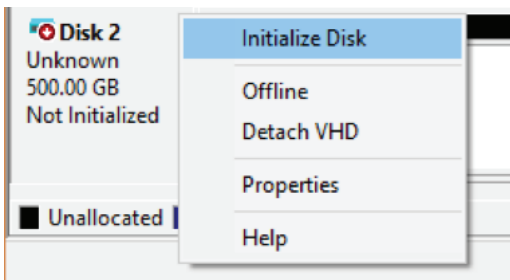 Disk 2
Unknown
500.00 GB
Not Initialized
Initialize Disk
Offline
Detach VHD
Properties
Help
Unallocated